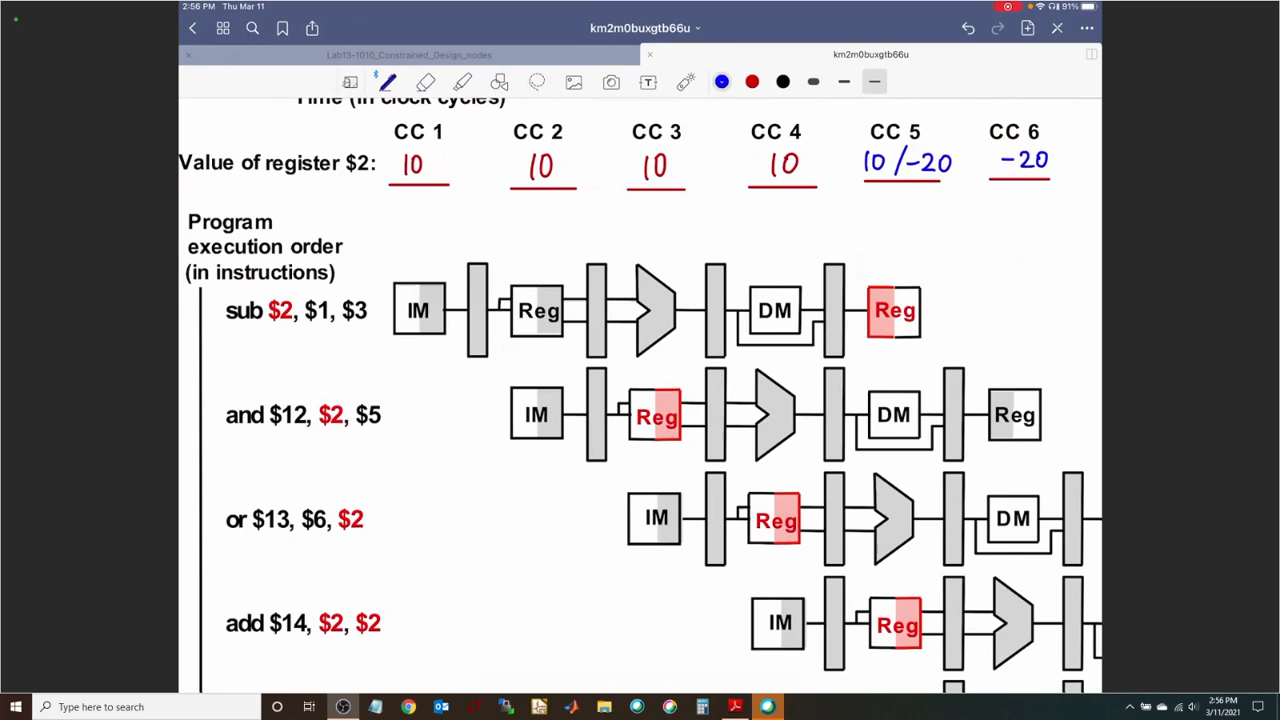 2:56 PM Thu Mar 11
91%
km2m0buxgtb66u
Lab13-1010_Constrained_Design_nodes
km2m0buxgtb66u
Time (in clock cycles)
CC 1 CC 2 CC 3 CC 4 CC 5 CC 6
Value of register $2: 10 10 10 10 10/-20 -20
Program
execution order
(in instructions)
sub $2, $1, $3 IM Reg DM Reg
and $12, $2, $5 IM Reg DM Reg
or $13, $6, $2 IM Reg DM
add $14, $2, $2 IM Reg
Type here to search
2:56 PM
3/11/2021